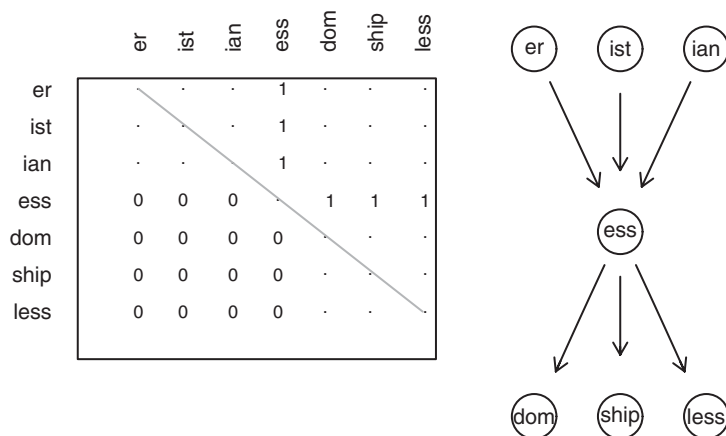 er ist ian ess dom ship less
er · · · 1 · · ·
ist · · · 1 · · ·
ian · · · 1 · · ·
ess 0 0 0 · 1 1 1
dom 0 0 0 0 · · ·
ship 0 0 0 0 · · ·
less 0 0 0 0 · · ·
er ist ian
ess
dom ship less